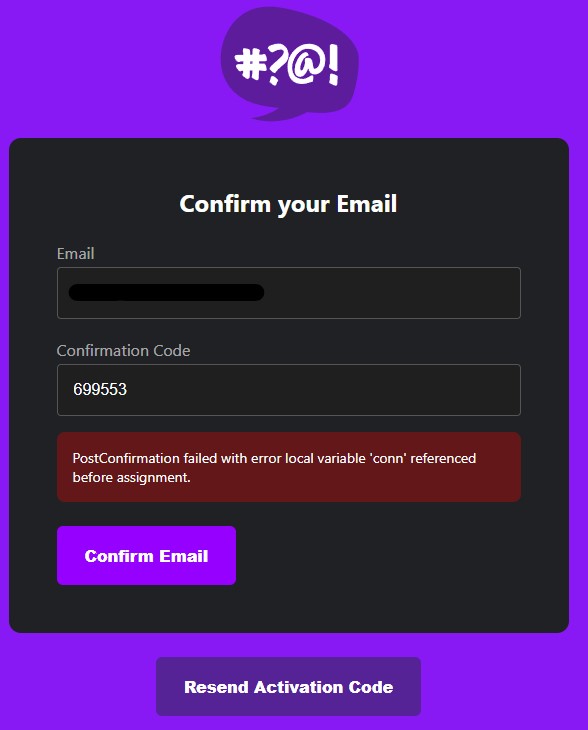 #?@!
Confirm your Email
Email
Confirmation Code
699553
PostConfirmation failed with error local variable 'conn' referenced
before assignment.
Confirm Email
Resend Activation Code